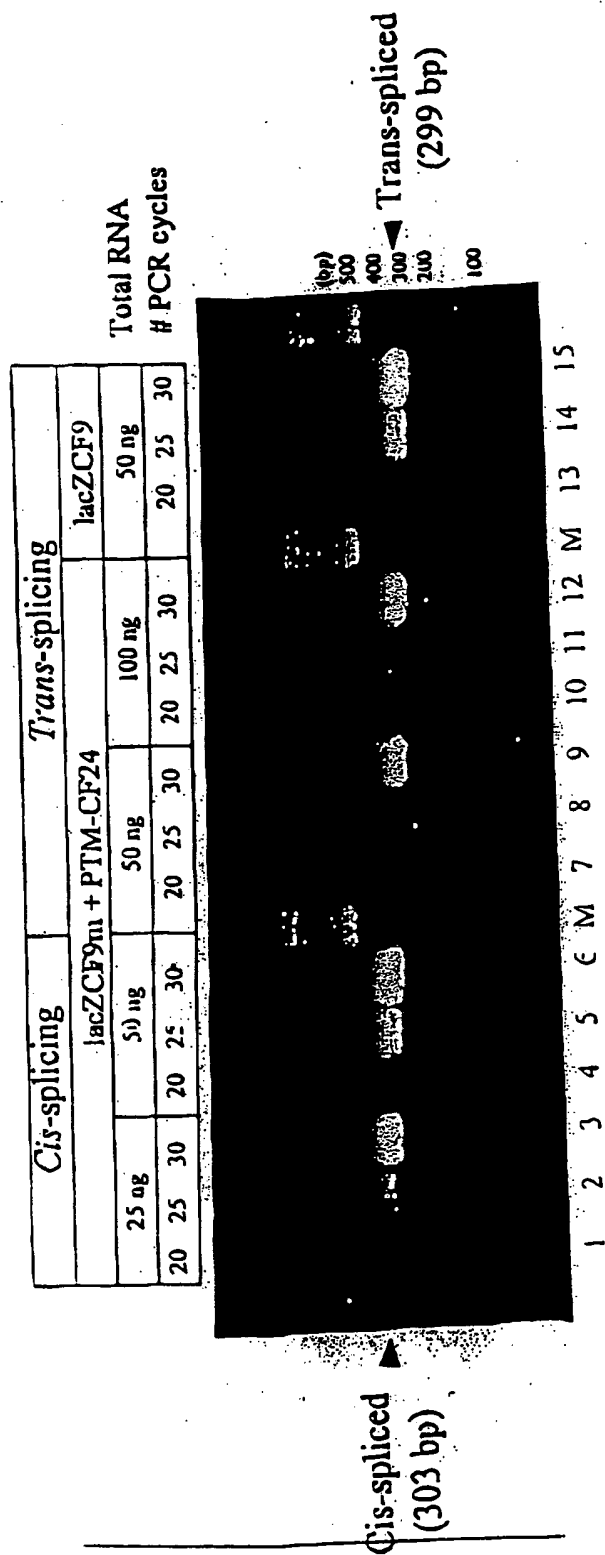 Cis-splicing Trans-splicing
lacZCF9m + PTM-CF24 lacZCF9
25 ng 50 ng 50 ng 100 ng 50 ng Total RNA
20 25 30 20 25 30 20 25 30 20 25 30 20 25 30 # PCR cycles
(bp)
500
400
300
200
100
Cis-spliced
(303 bp)
Trans-spliced
(299 bp)
1 2 3 4 5 6 M 7 8 9 10 11 12 M 13 14 15